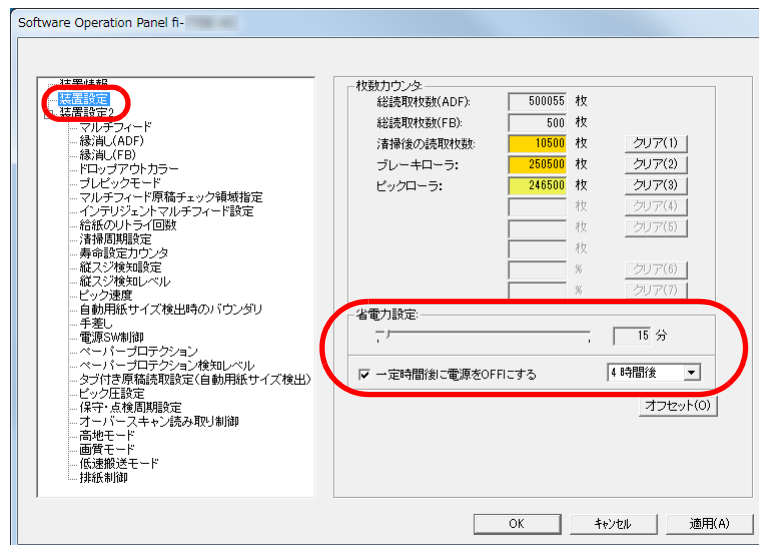 Software Operation Panel fi-
装置情報
装置設定
装置設定2
マルチフィード
縁消し(ADF)
縁消し(FB)
ドロップアウトカラー
プレピックモード
マルチフィード原稿チェック領域指定
インテリジェントマルチフィード設定
給紙のリトライ回数
清掃周期設定
寿命設定カウンタ
縦スジ検知設定
縦スジ検知レベル
ピック速度
自動用紙サイズ検出時のバウンダリ
手差し
電源SW制御
ペーパープロテクション
ペーパープロテクション検知レベル
タブ付き原稿読取設定(自動用紙サイズ検出)
ピック圧設定
保守・点検周期設定
オーバースキャン読み取り制御
高地モード
画質モード
低速搬送モード
排紙制御
枚数カウンタ
総読取枚数(ADF): 500055 枚
総読取枚数(FB): 500 枚
清掃後の読取枚数: 10500 枚 クリア(1)
ブレーキローラ: 250500 枚 クリア(2)
ピックローラ: 246500 枚 クリア(3)
枚 クリア(4)
枚 クリア(5)
枚
% クリア(6)
% クリア(7)
省電力設定:
15 分
一定時間後に電源をOFFにする 4 時間後
オフセット(O)
OK キャンセル 適用(A)